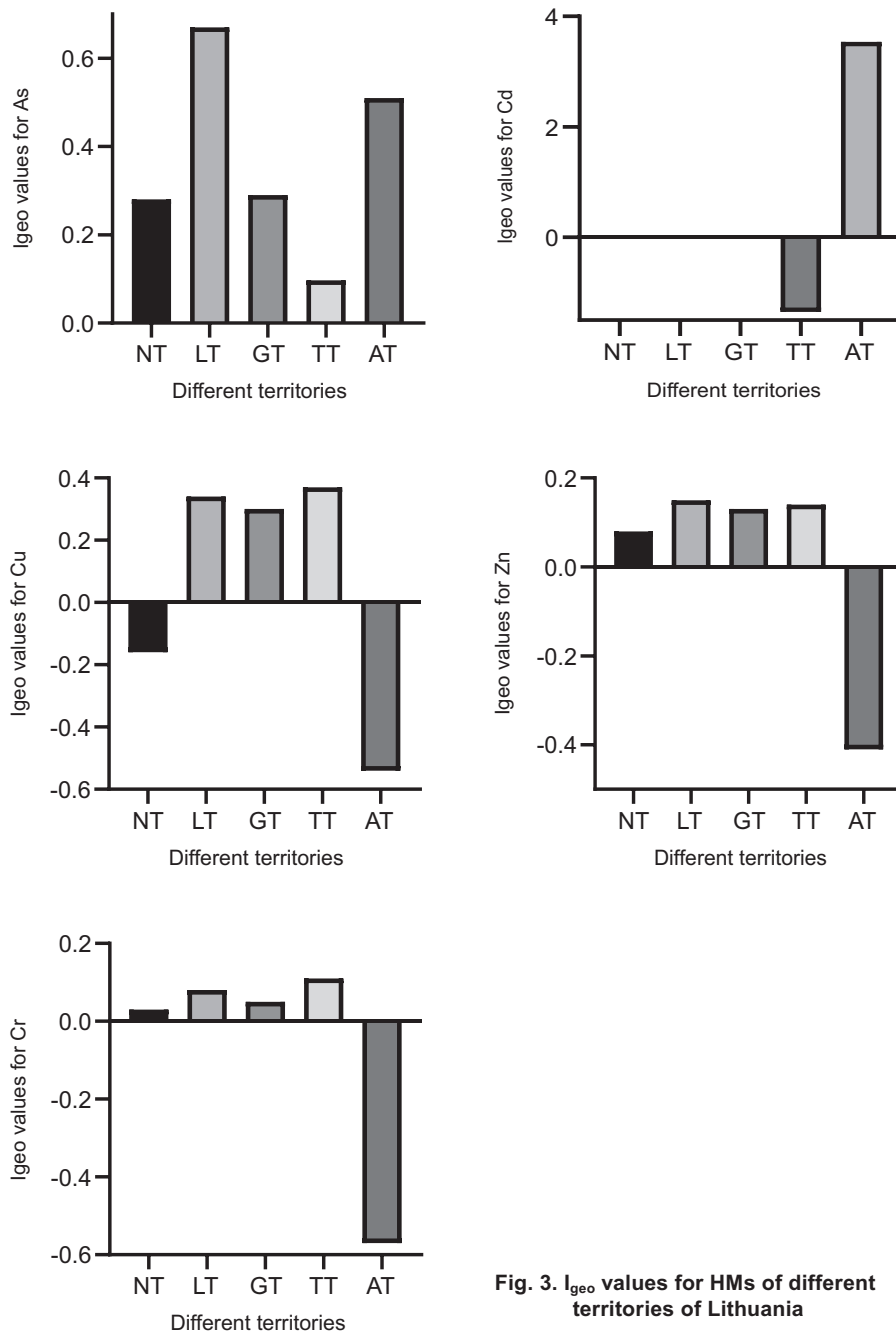 Igeo values for As
0.6
0.4
0.2
0.0
NT LT GT TT AT
Different territories
Igeo values for Cd
4
2
0
NT LT GT TT AT
Different territories
Igeo values for Cu
0.4
0.2
0.0
-0.2
-0.4
-0.6
NT LT GT TT AT
Different territories
Igeo values for Zn
0.2
0.0
-0.2
-0.4
NT LT GT TT AT
Different territories
Igeo values for Cr
0.2
0.0
-0.2
-0.4
-0.6
NT LT GT TT AT
Different territories
Fig. 3. Igeo values for HMs of different
territories of Lithuania